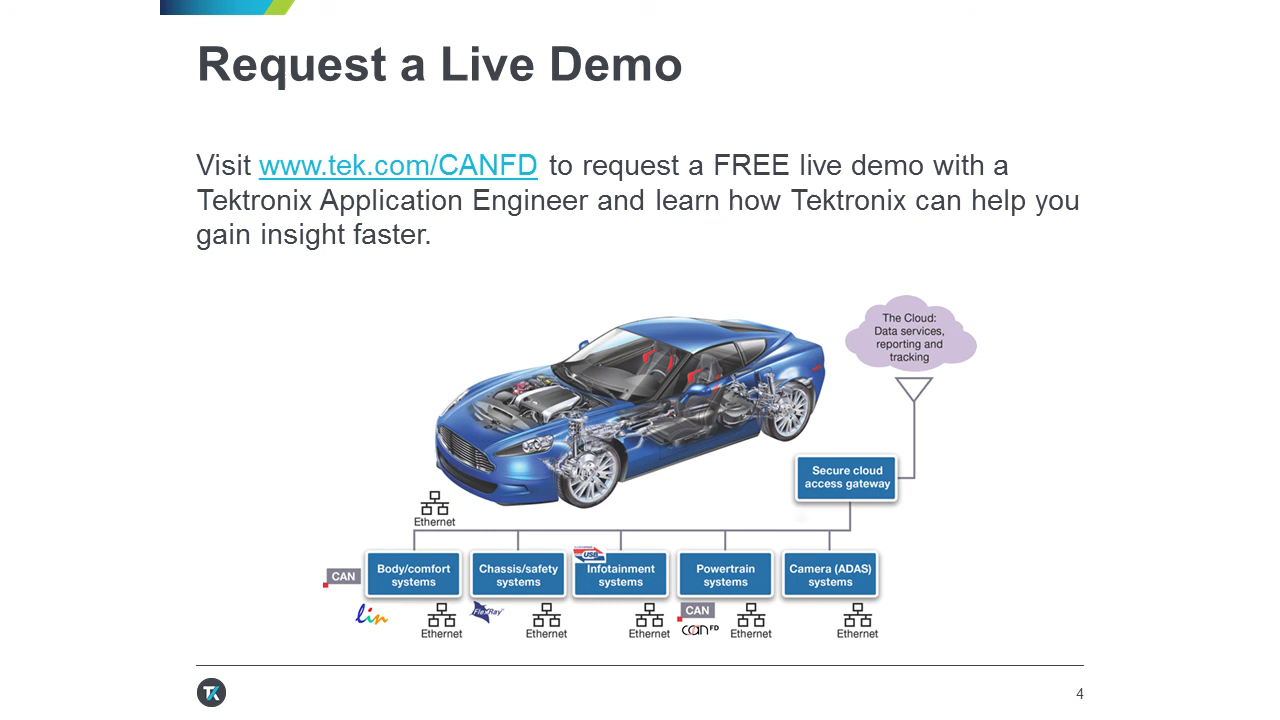 Request a Live Demo
Visit www.tek.com/CANFD to request a FREE live demo with a
Tektronix Application Engineer and learn how Tektronix can help you
gain insight faster.
The Cloud:
Data services,
reporting and
tracking
Secure cloud
access gateway
Ethernet
CAN
Body/comfort
systems
Chassis/safety
systems
USB
Infotainment
systems
Powertrain
systems
Camera (ADAS)
systems
lin
Ethernet
FlexRay
Ethernet
Ethernet
CAN
can FD
Ethernet
Ethernet
TK
4